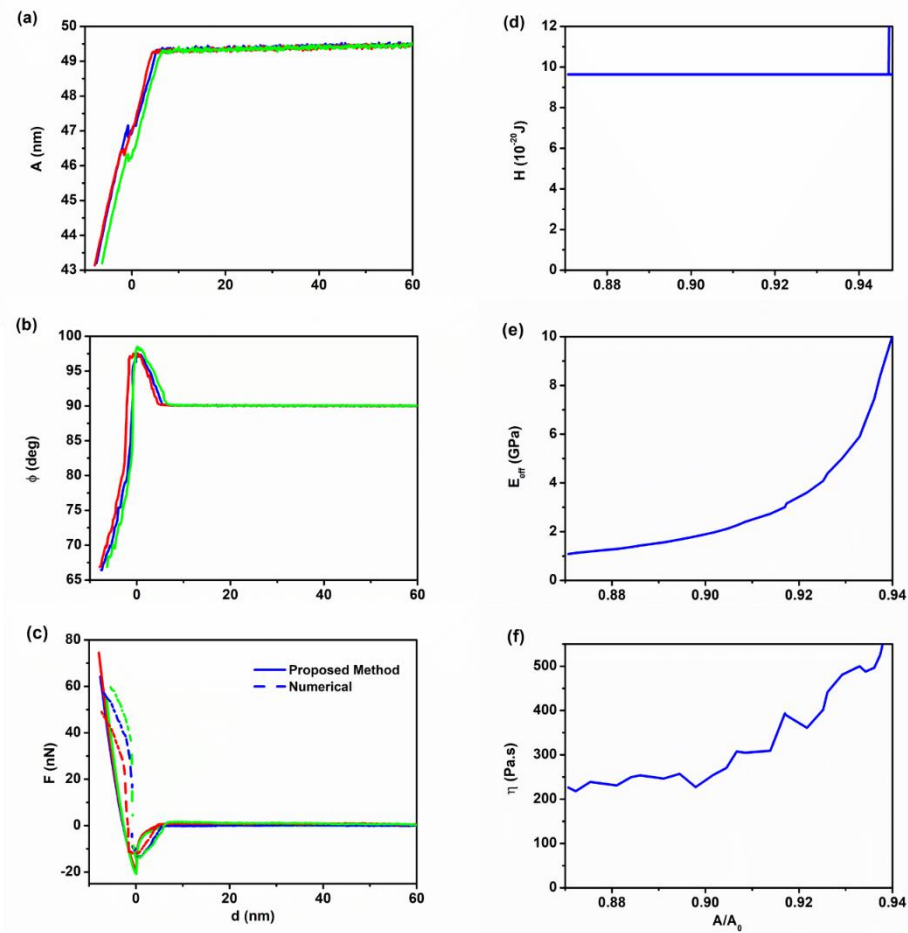 (a)
50
49
48
47
46
45
44
43
A (nm)
0 20 40 60
(b)
100
95
90
85
80
75
70
65
ϕ (deg)
0 20 40 60
(c)
80
60
40
20
0
-20
F (nN)
Proposed Method
Numerical
0 20 40 60
d (nm)
(d)
12
10
8
6
4
2
0
H (10⁻²⁰J)
0.88 0.90 0.92 0.94
(e)
10
8
6
4
2
0
E_off (GPa)
0.88 0.90 0.92 0.94
(f)
500
400
300
200
100
0
η (Pa.s)
0.88 0.90 0.92 0.94
A/A₀